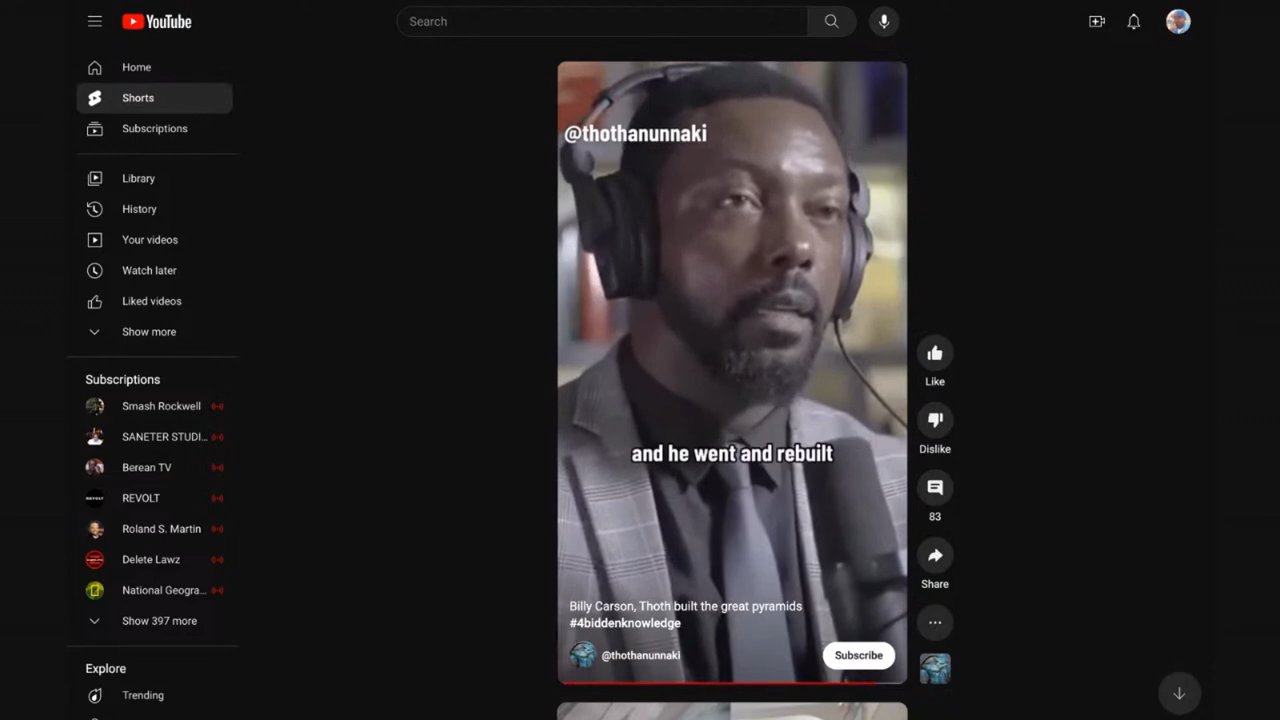 YouTube
Search
Home
Shorts
Subscriptions
Library
History
Your videos
Watch later
Liked videos
Show more
Subscriptions
Smash Rockwell
SANETER STUDI...
Berean TV
REVOLT
Roland S. Martin
Delete Lawz
National Geogra...
Show 397 more
Explore
Trending
@thothanunnaki
and he went and rebuilt
Billy Carson, Thoth built the great pyramids
#4biddenknowledge
@thothanunnaki
Subscribe
Like
Dislike
83
Share